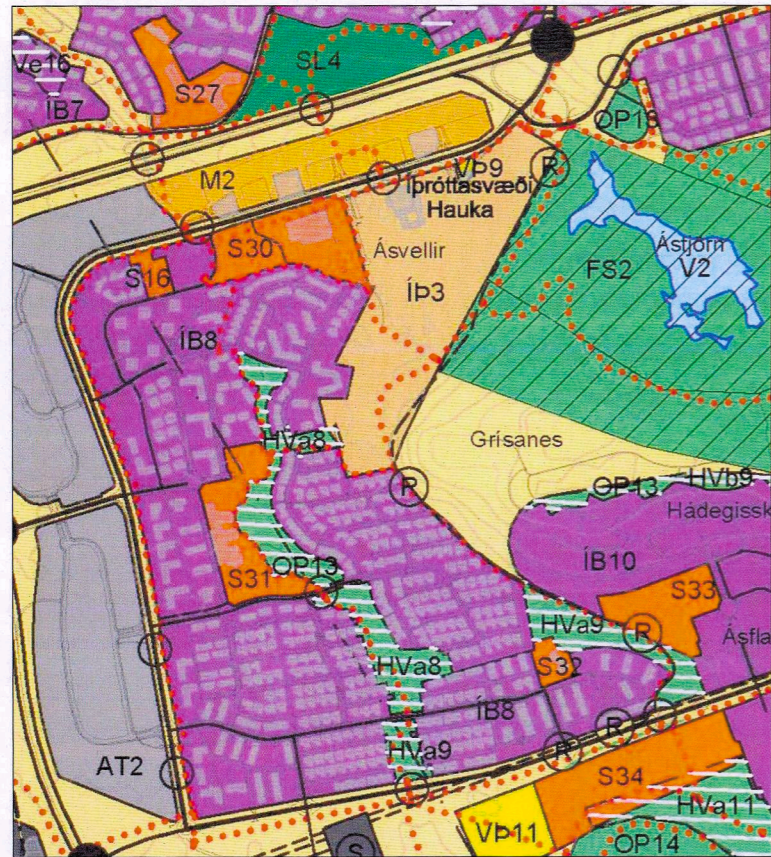 SL4
Ve16
S27
ÍB7
OP13
M2
VÞ9
R
Íþróttasvæði
Hauka
Ástjörn
V2
S30
Ásvellir
FS2
S16
ÍÞ3
ÍB8
HVa8
Grísanes
R
OP13
HVb9
Hádegissk
S31
OP13
ÍB10
S33
HVa9
R
Ásfla
HVa8
S32
ÍB8
HVa9
R
R
AT2
S34
HVa11
VÞ11
OP14
S